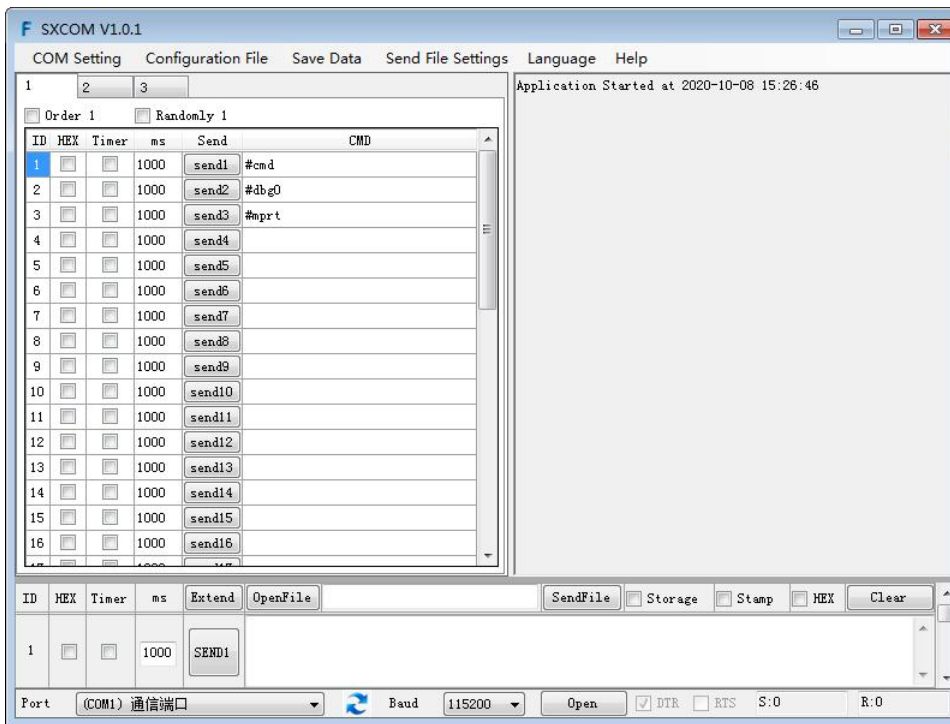 F SXCOM V1.0.1
COM Setting Configuration File Save Data Send File Settings Language Help
1 2 3
Order 1 Randomly 1
ID HEX Timer ms Send CMD
1 1000 send1 #cmd
2 1000 send2 #dbg0
3 1000 send3 #mprt
4 1000 send4
5 1000 send5
6 1000 send6
7 1000 send7
8 1000 send8
9 1000 send9
10 1000 send10
11 1000 send11
12 1000 send12
13 1000 send13
14 1000 send14
15 1000 send15
16 1000 send16
Application Started at 2020-10-08 15:26:46
ID HEX Timer ms Extend OpenFile SendFile Storage Stamp HEX Clear
1 1000 SEND1
Port (COM1) 通信端口 Baud 115200 Open DTR RTS S:0 R:0